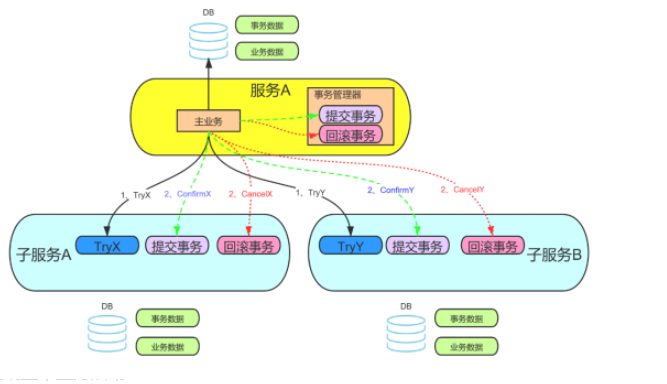 DB
事务数据
业务数据
服务A
事务管理器
主业务
提交事务
回滚事务
1、TryX
2、ConfirmX
2、CancelX
1、TryY
2、ConfirmY
2、CancelY
子服务A
TryX
提交事务
回滚事务
TryY
提交事务
回滚事务
子服务B
DB
事务数据
业务数据
DB
事务数据
业务数据